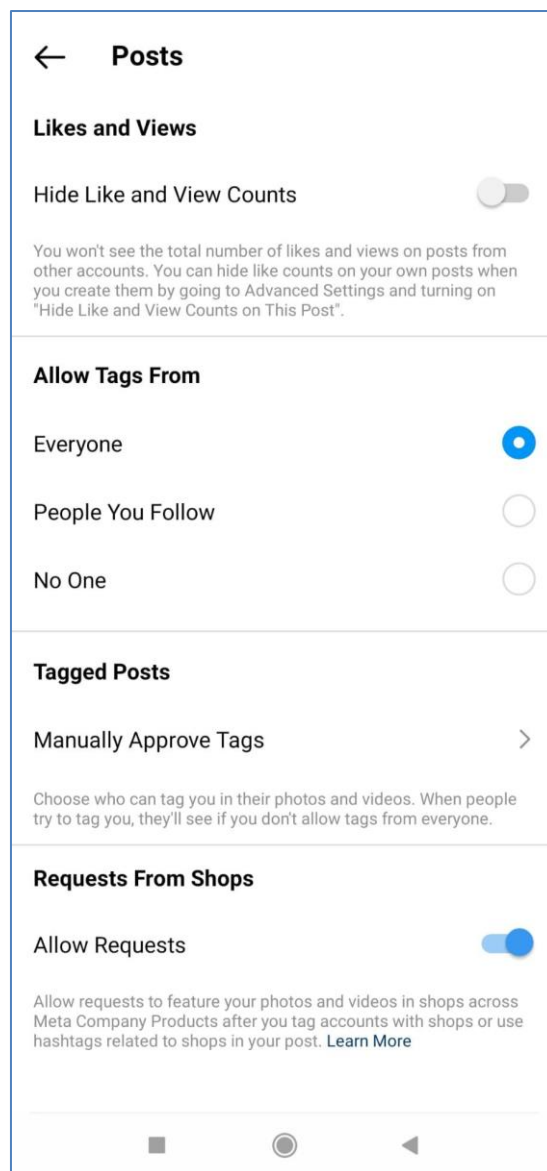 Posts
Likes and Views
Hide Like and View Counts
You won't see the total number of likes and views on posts from
other accounts. You can hide like counts on your own posts when
you create them by going to Advanced Settings and turning on
"Hide Like and View Counts on This Post".
Allow Tags From
Everyone
People You Follow
No One
Tagged Posts
Manually Approve Tags
Choose who can tag you in their photos and videos. When people
try to tag you, they'll see if you don't allow tags from everyone.
Requests From Shops
Allow Requests
Allow requests to feature your photos and videos in shops across
Meta Company Products after you tag accounts with shops or use
hashtags related to shops in your post. Learn More